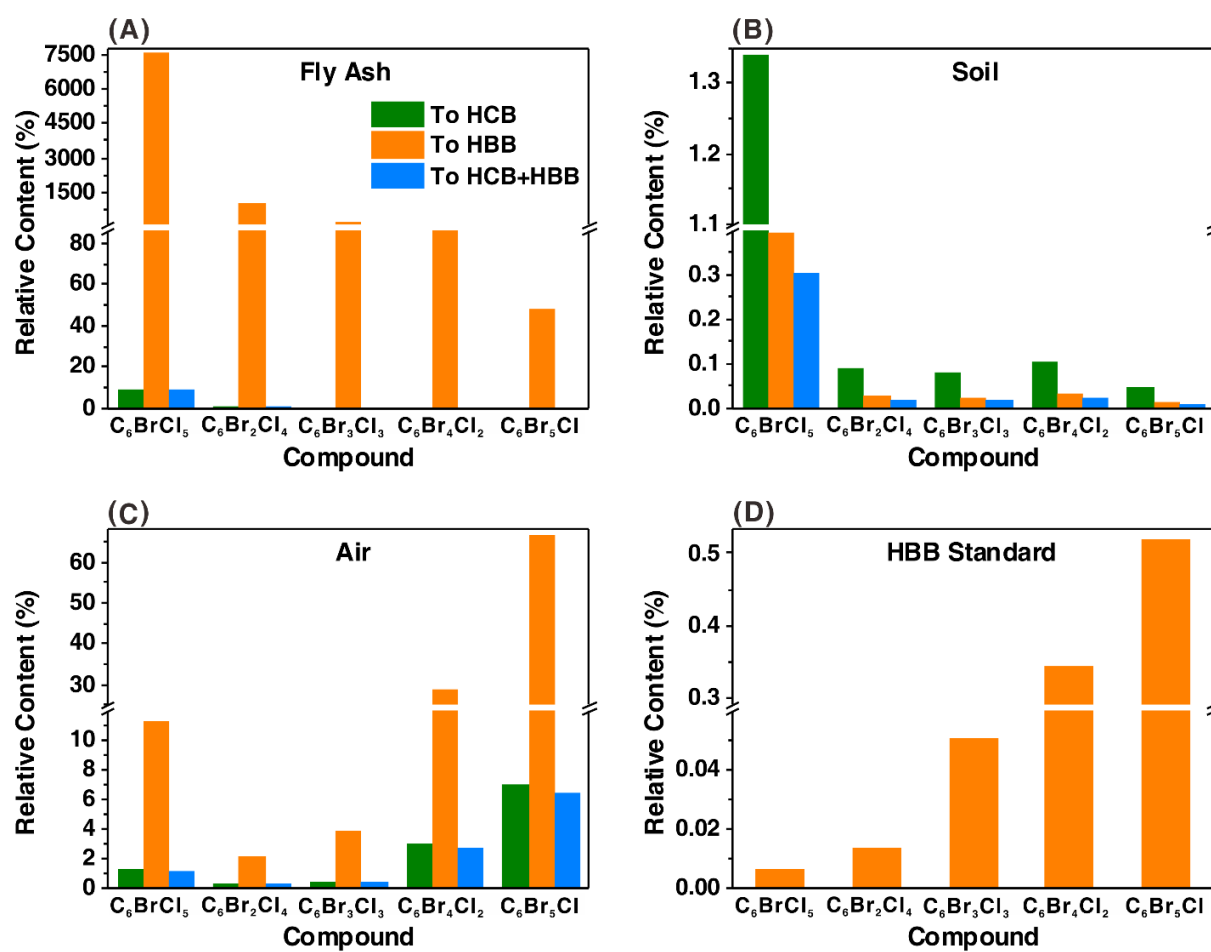 (A)
Fly Ash
To HCB
To HBB
To HCB+HBB
Relative Content (%)
7500
6000
4500
3000
1500
80
60
40
20
0
C₆BrCl₅ C₆Br₂Cl₄ C₆Br₃Cl₃ C₆Br₄Cl₂ C₆Br₅Cl
Compound
(B)
Soil
Relative Content (%)
1.3
1.2
1.1
0.3
0.2
0.1
0.0
C₆BrCl₅ C₆Br₂Cl₄ C₆Br₃Cl₃ C₆Br₄Cl₂ C₆Br₅Cl
Compound
(C)
Air
Relative Content (%)
60
50
40
30
10
8
6
4
2
0
C₆BrCl₅ C₆Br₂Cl₄ C₆Br₃Cl₃ C₆Br₄Cl₂ C₆Br₅Cl
Compound
(D)
HBB Standard
Relative Content (%)
0.5
0.4
0.3
0.04
0.02
0.00
C₆BrCl₅ C₆Br₂Cl₄ C₆Br₃Cl₃ C₆Br₄Cl₂ C₆Br₅Cl
Compound